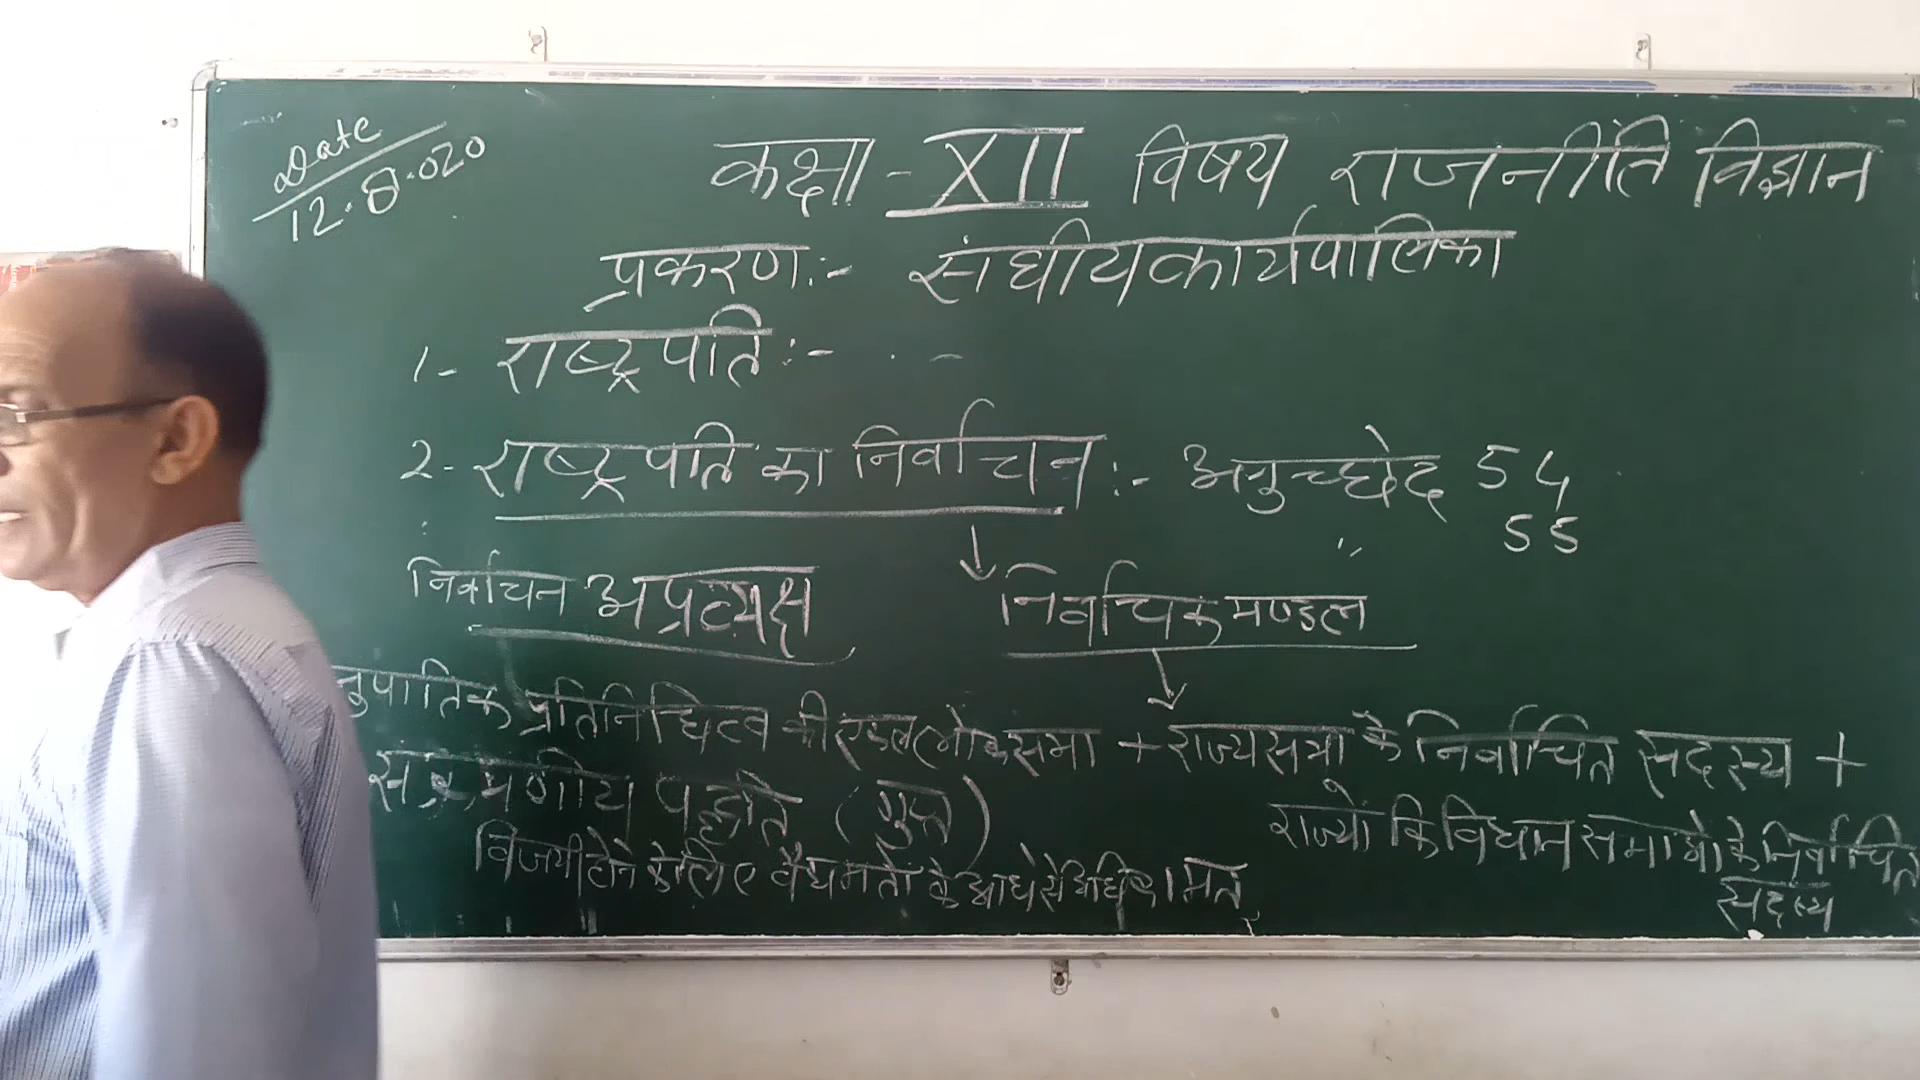 Date
12.8.020
कक्षा - XII विषय राजनीति विज्ञान
प्रकरण:- संघीय कार्यपालिका
1- राष्ट्रपति:-
2- राष्ट्रपति का निर्वाचन:- अनुच्छेद 54
" 55
निर्वाचन अप्रत्यक्ष
निर्वाचक मण्डल
नुपातिक प्रतिनिधित्व की एकल
लोकसभा + राज्यसभा के निर्वाचित सदस्य +
पद्धति (गुप्त)
राज्यो कि विधान सभाओ के निर्वाचित
सदस्य
विजयी होने के लिए वैध मतो के आधे से अधिक मत